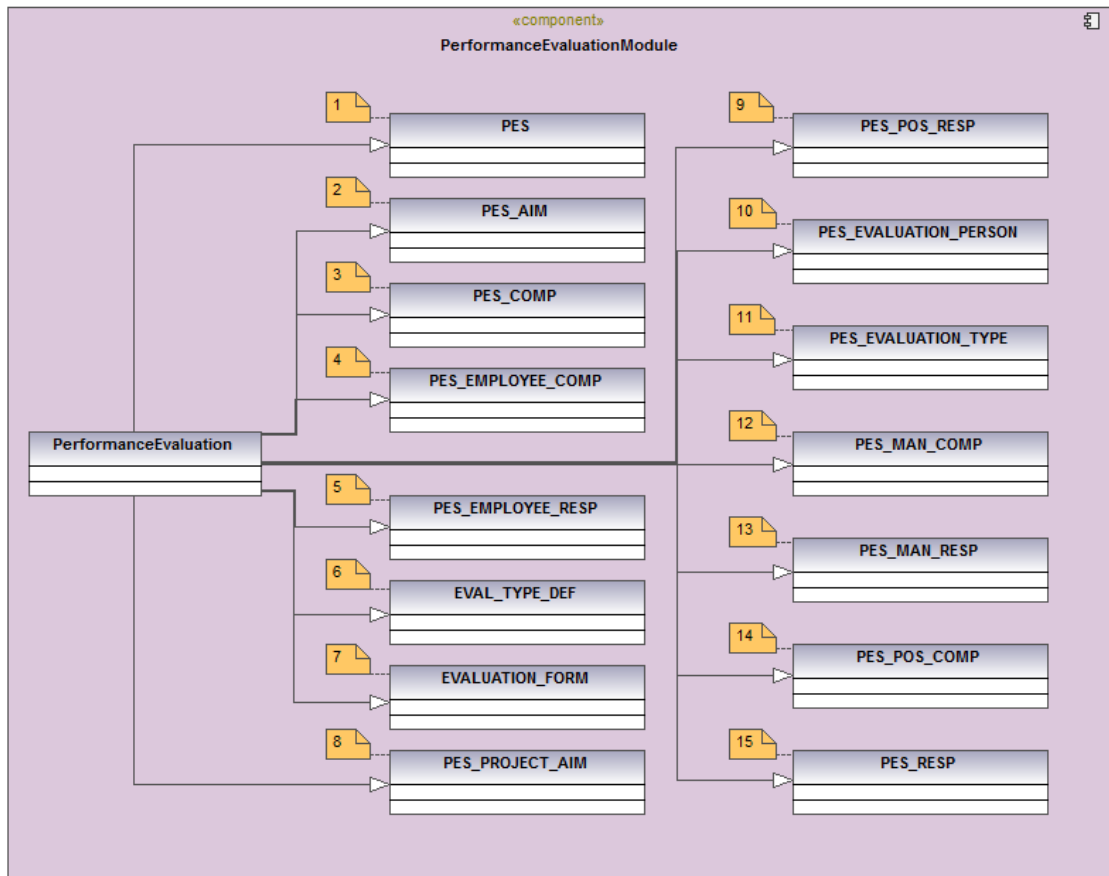 «component»
PerformanceEvaluationModule
1
PES
2
PES_AIM
3
PES_COMP
4
PES_EMPLOYEE_COMP
PerformanceEvaluation
5
PES_EMPLOYEE_RESP
6
EVAL_TYPE_DEF
7
EVALUATION_FORM
8
PES_PROJECT_AIM
9
PES_POS_RESP
10
PES_EVALUATION_PERSON
11
PES_EVALUATION_TYPE
12
PES_MAN_COMP
13
PES_MAN_RESP
14
PES_POS_COMP
15
PES_RESP